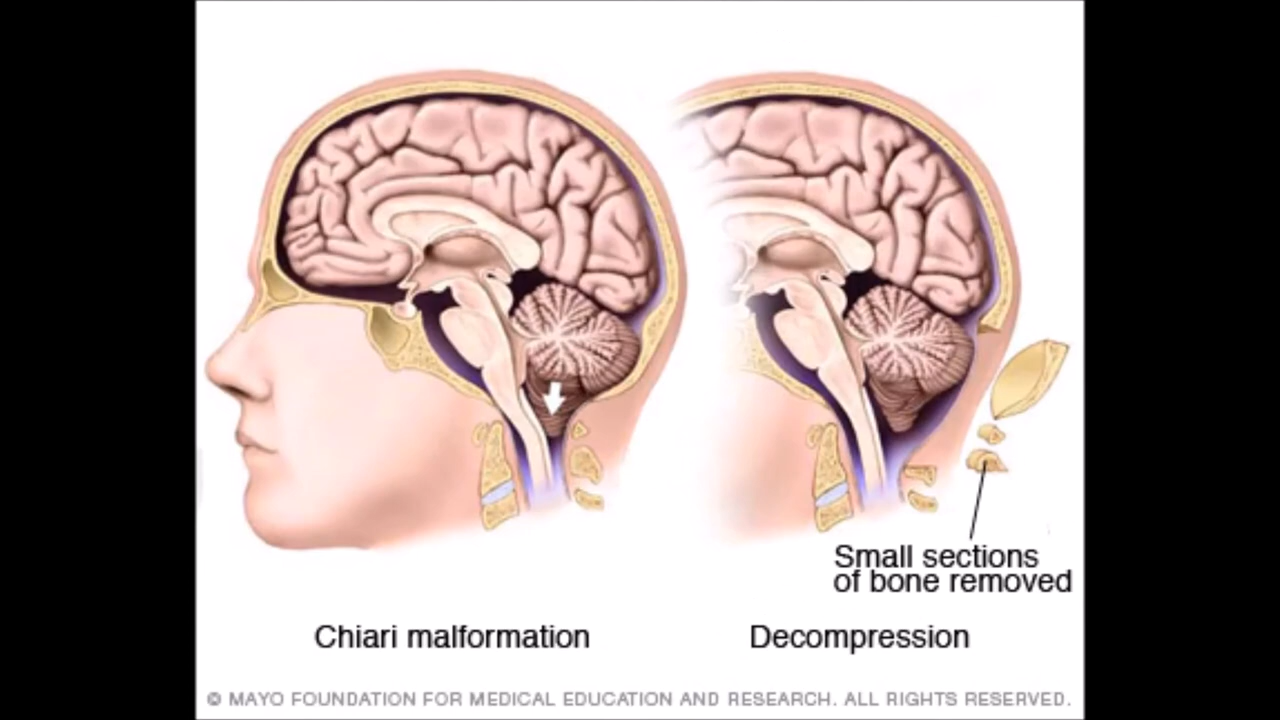 Small sections
of bone removed
Chiari malformation
Decompression
© MAYO FOUNDATION FOR MEDICAL EDUCATION AND RESEARCH. ALL RIGHTS RESERVED.